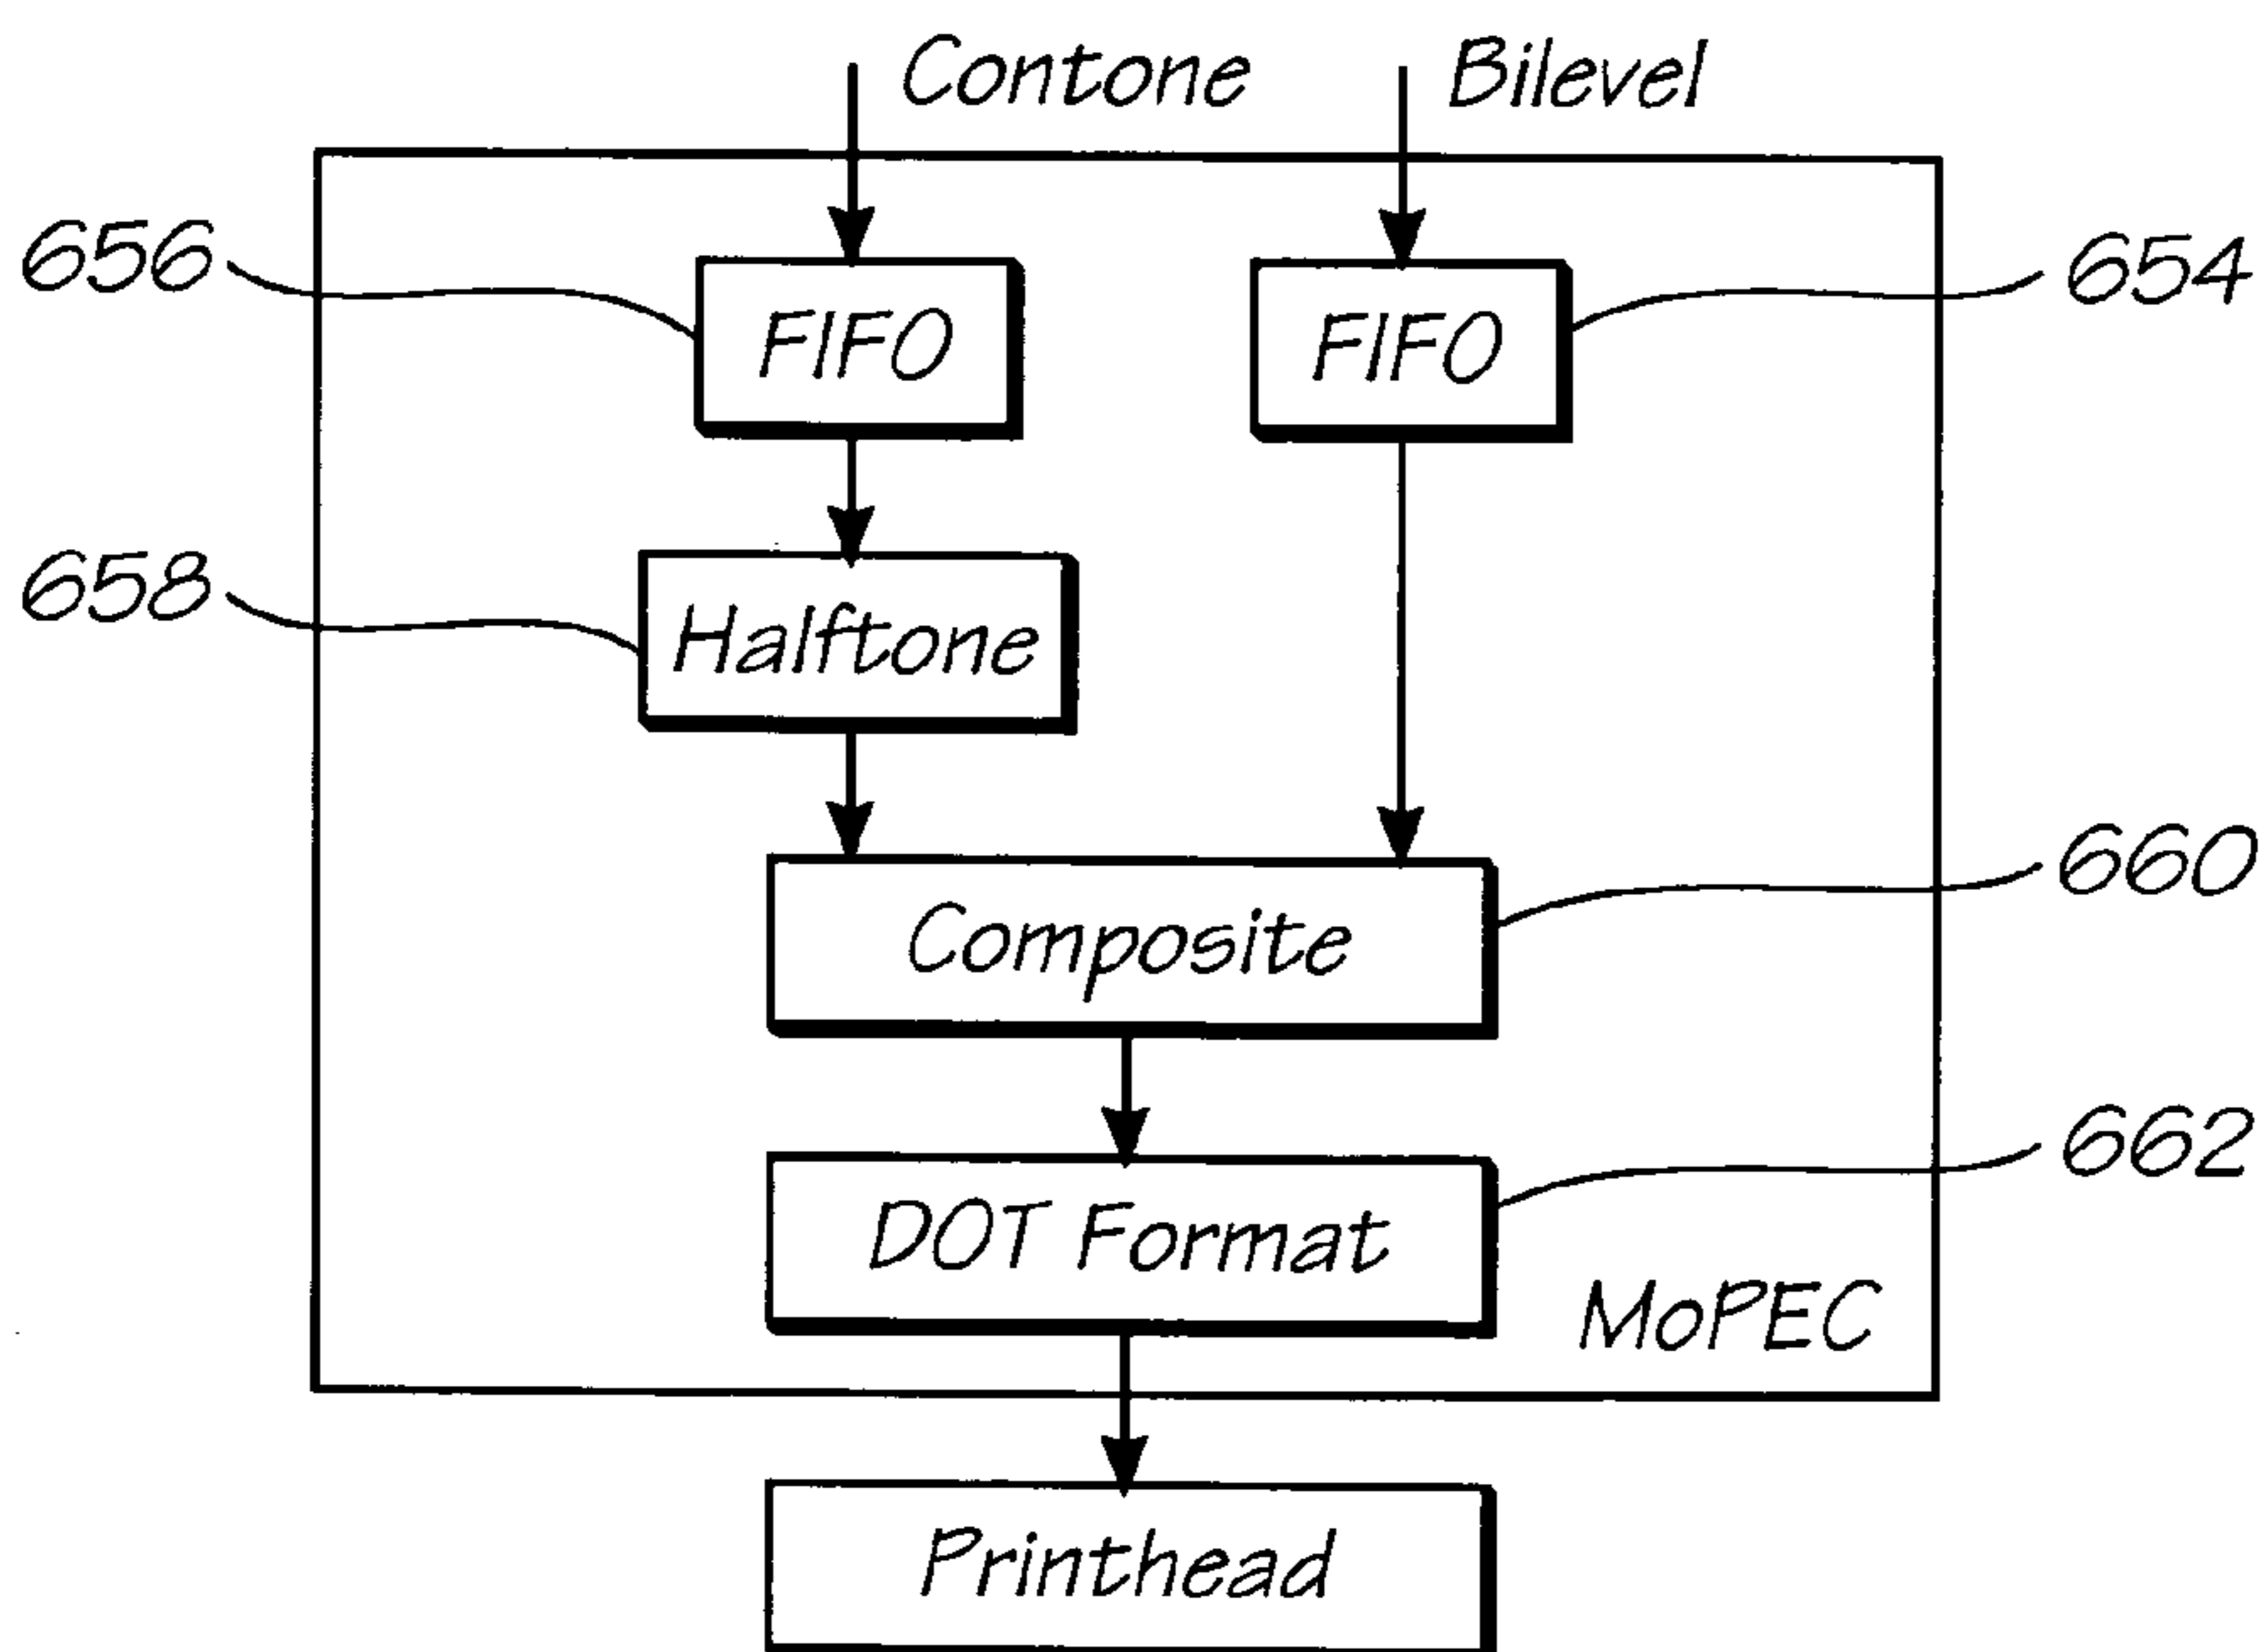 Contone Bilevel
656 FIFO FIFO 654
658 Halftone
Composite 660
DOT Format 662
MoPEC
Printhead